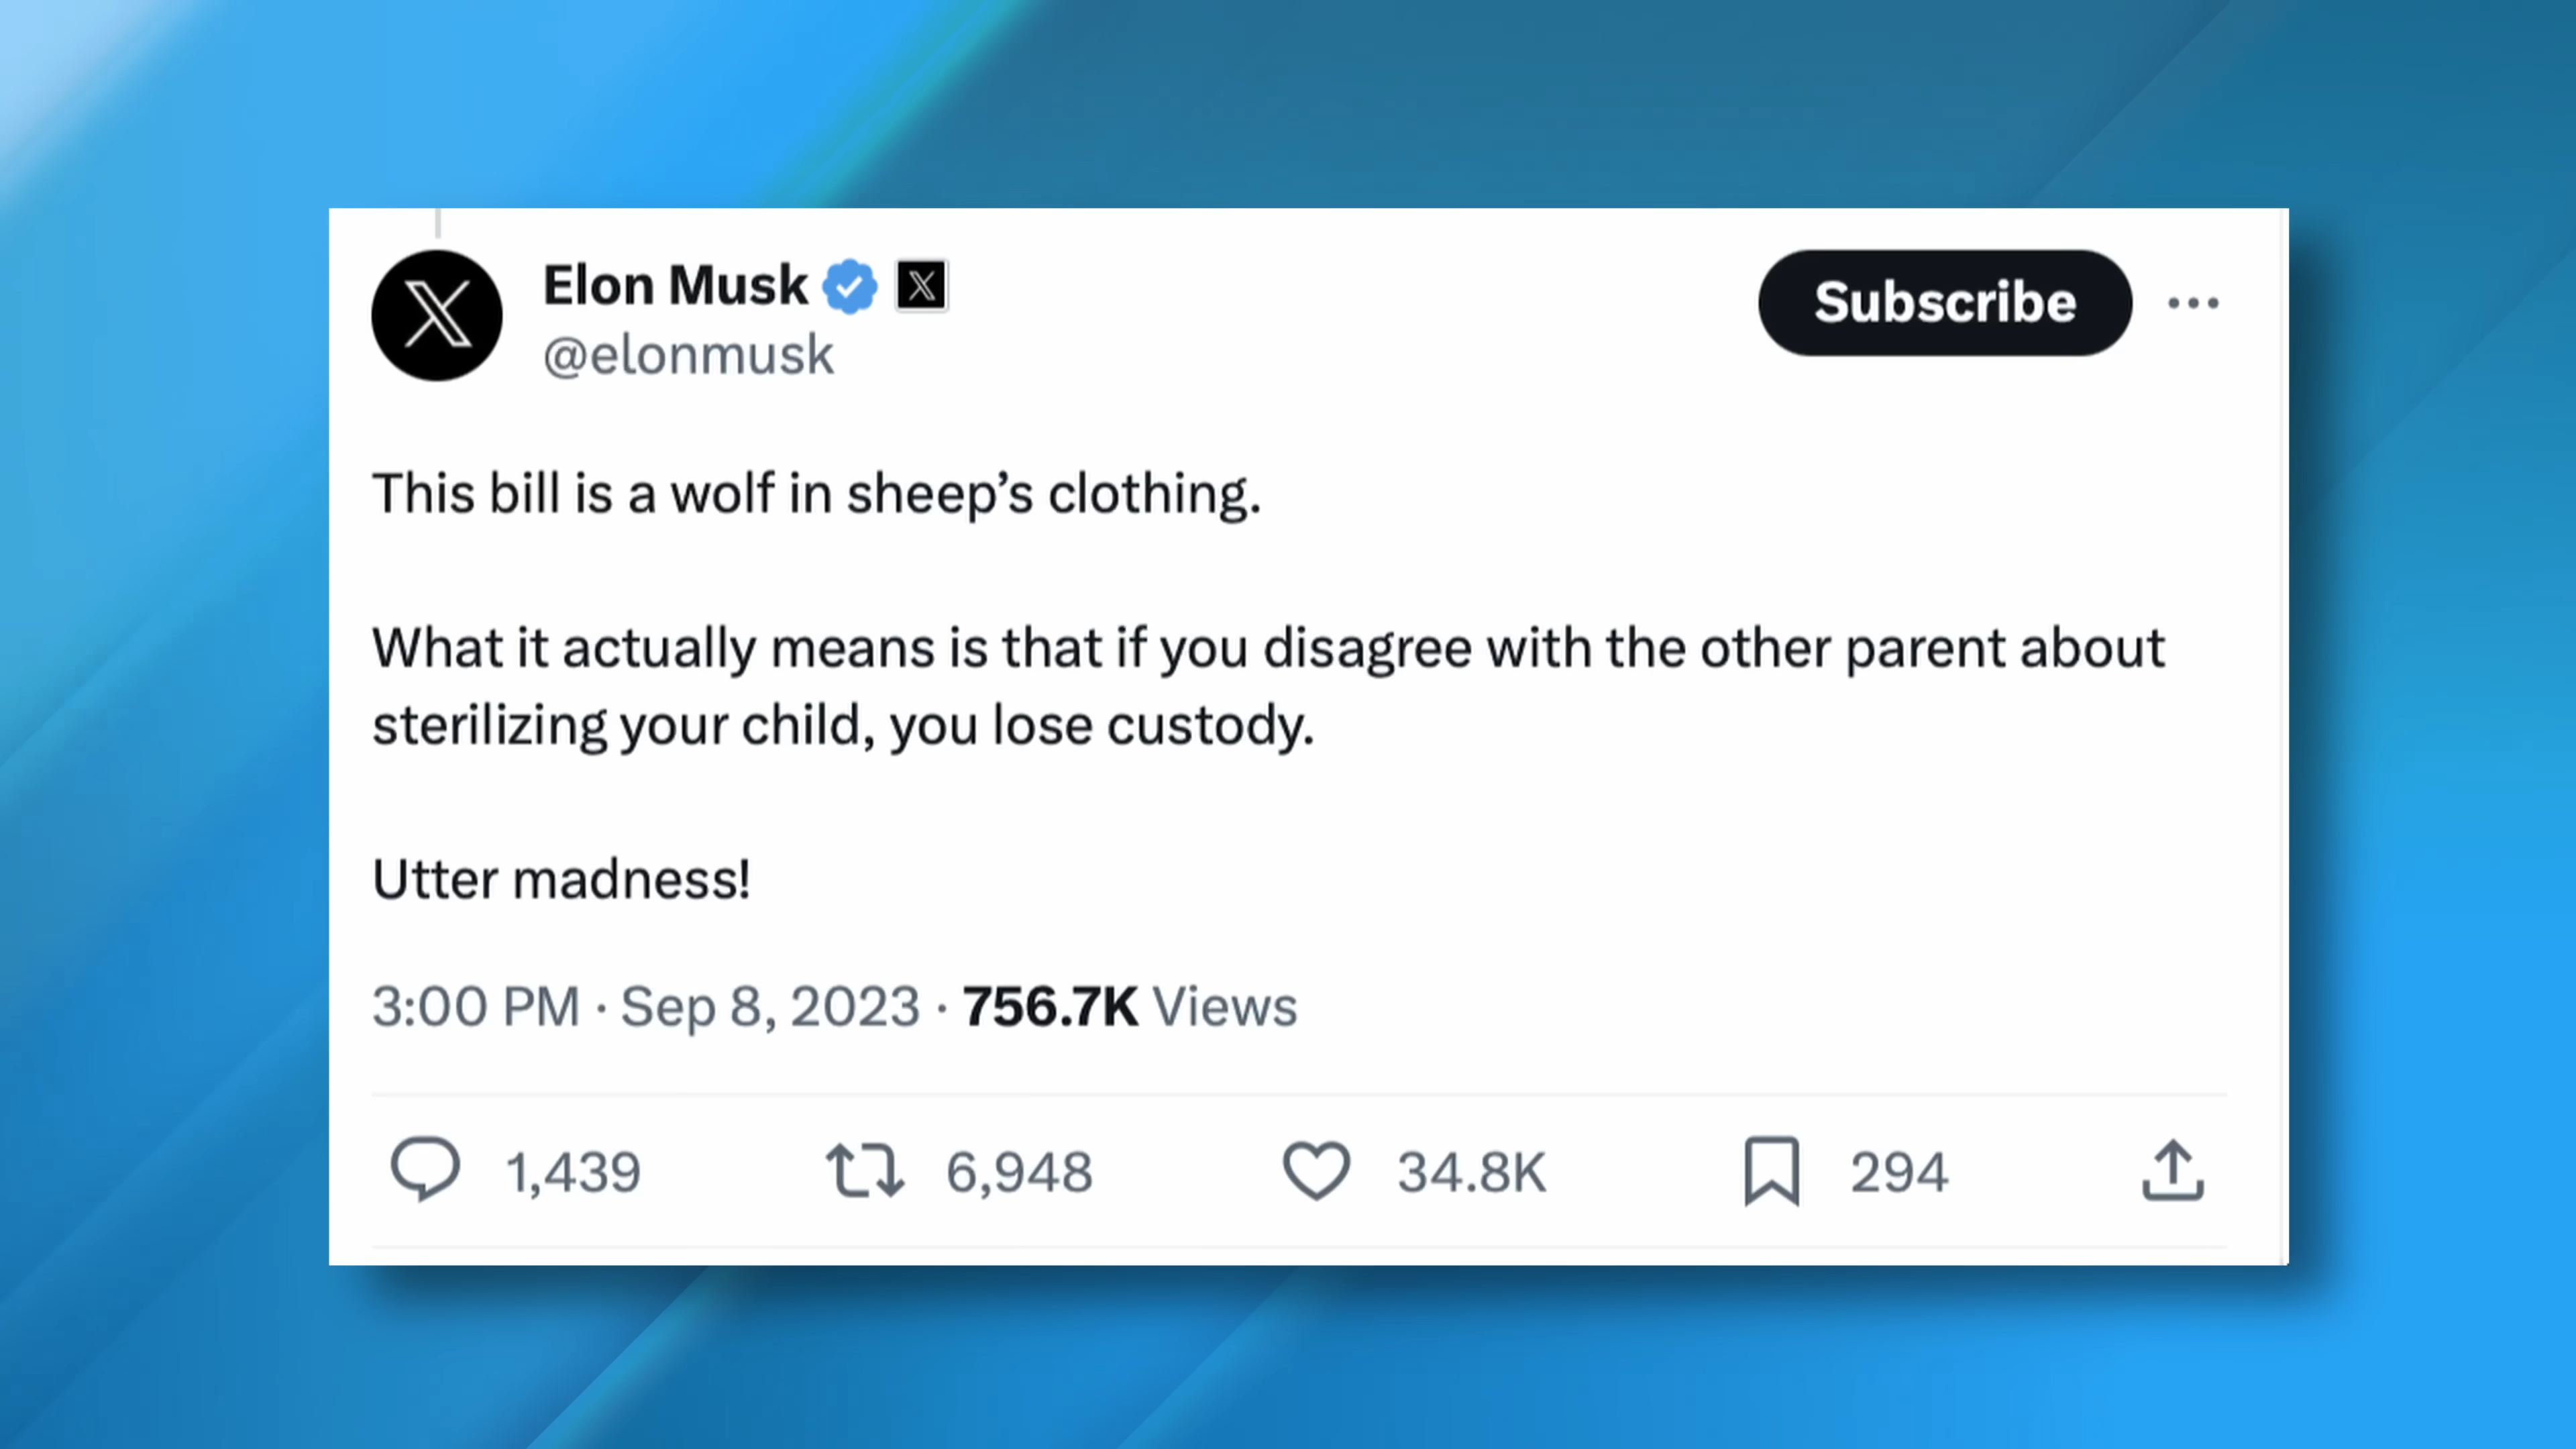 Elon Musk
@elonmusk
Subscribe
This bill is a wolf in sheep’s clothing.
What it actually means is that if you disagree with the other parent about
sterilizing your child, you lose custody.
Utter madness!
3:00 PM · Sep 8, 2023 · 756.7K Views
1,439 6,948 34.8K 294